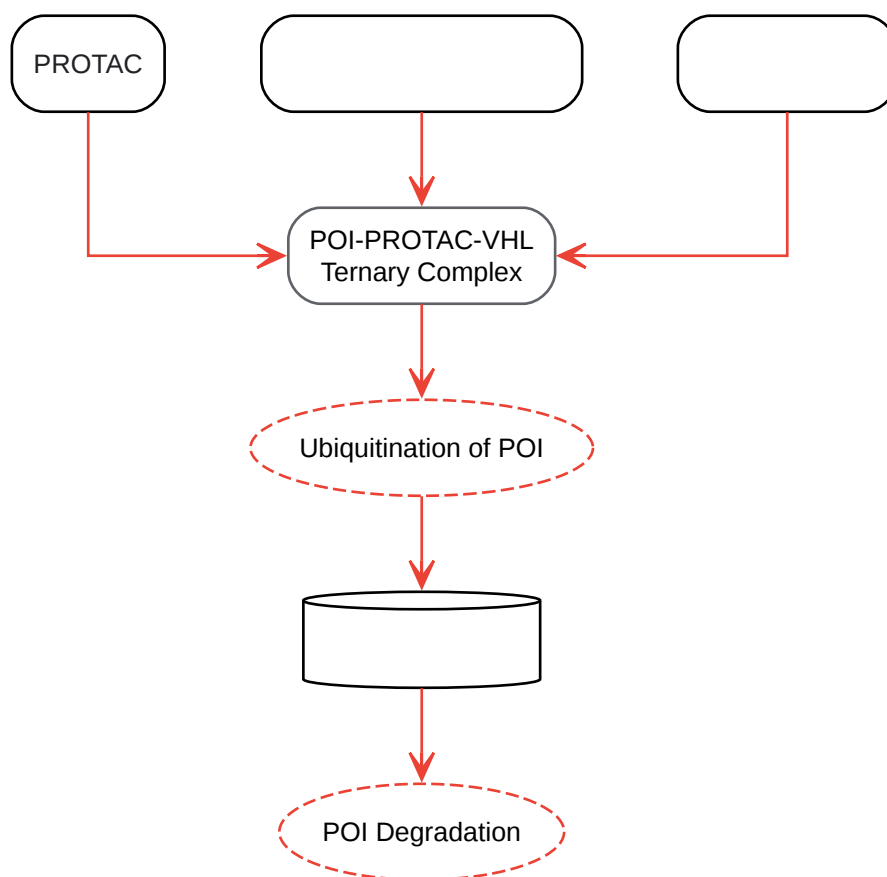 PROTAC
POI-PROTAC-VHL
Ternary Complex
Ubiquitination of POI
POI Degradation